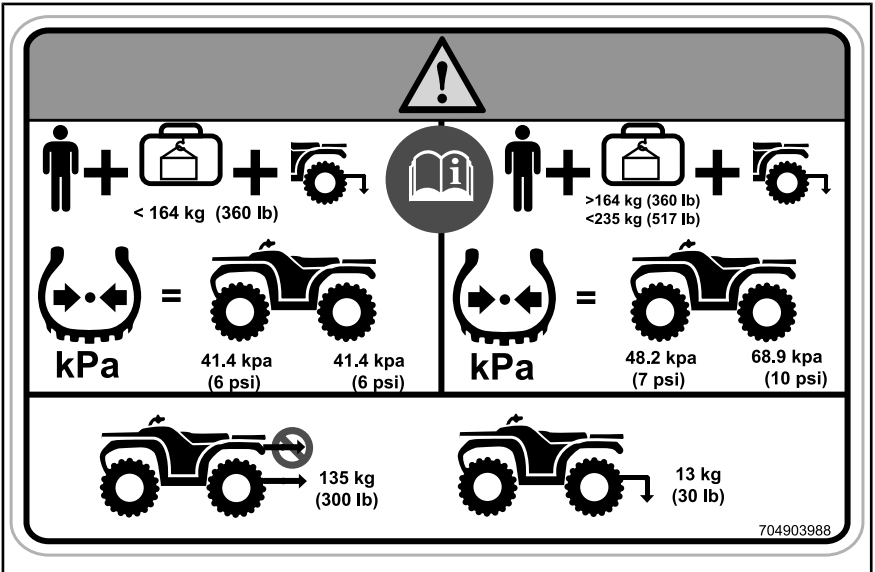 < 164 kg (360 lb)
>164 kg (360 lb)
<235 kg (517 lb)
kPa
=
41.4 kpa
(6 psi)
41.4 kpa
(6 psi)
kPa
=
48.2 kpa
(7 psi)
68.9 kpa
(10 psi)
135 kg
(300 lb)
13 kg
(30 lb)
704903988